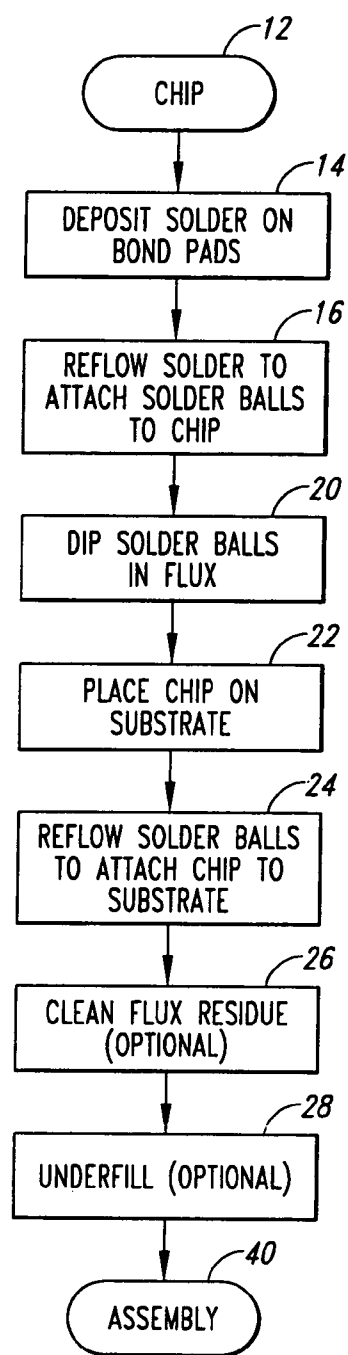 12
CHIP
14
DEPOSIT SOLDER ON
BOND PADS
16
REFLOW SOLDER TO
ATTACH SOLDER BALLS
TO CHIP
20
DIP SOLDER BALLS
IN FLUX
22
PLACE CHIP ON
SUBSTRATE
24
REFLOW SOLDER BALLS
TO ATTACH CHIP TO
SUBSTRATE
26
CLEAN FLUX RESIDUE
(OPTIONAL)
28
UNDERFILL (OPTIONAL)
40
ASSEMBLY